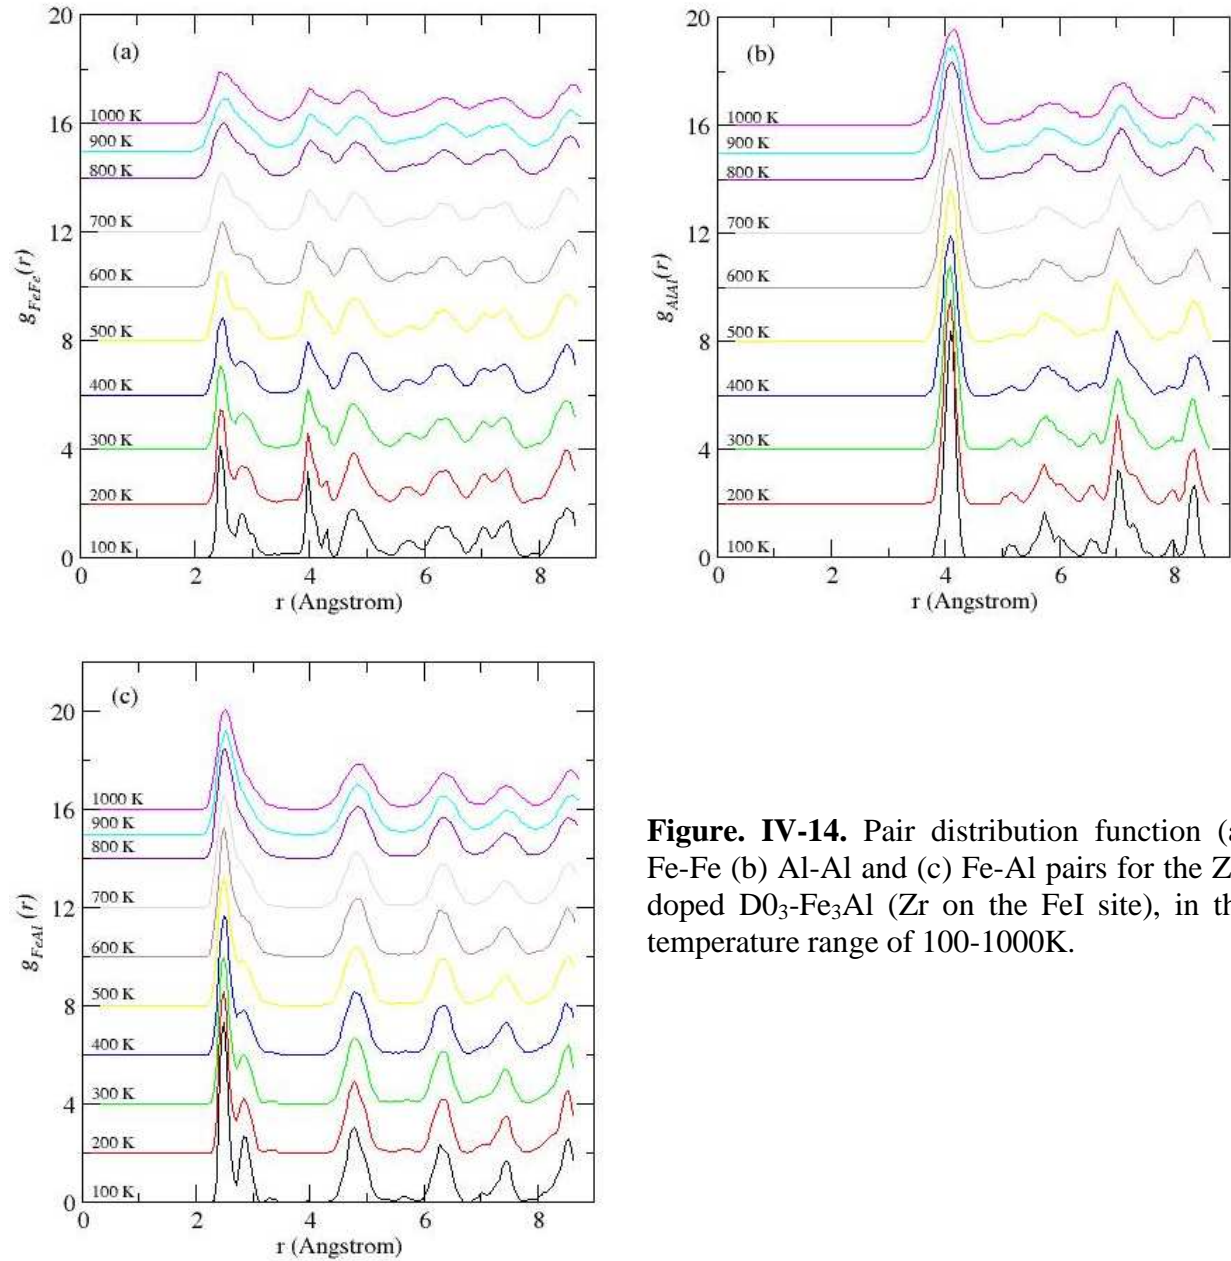 (a)
20
16
12
8
4
0
g_FeFe(r)
1000 K
900 K
800 K
700 K
600 K
500 K
400 K
300 K
200 K
100 K
0 2 4 6 8
r (Angstrom)
(b)
20
16
12
8
4
0
g_AlAl(r)
1000 K
900 K
800 K
700 K
600 K
500 K
400 K
300 K
200 K
100 K
0 2 4 6 8
r (Angstrom)
(c)
20
16
12
8
4
0
g_FeAl(r)
1000 K
900 K
800 K
700 K
600 K
500 K
400 K
300 K
200 K
100 K
0 2 4 6 8
r (Angstrom)
Figure. IV-14. Pair distribution function (a
Fe-Fe (b) Al-Al and (c) Fe-Al pairs for the Z
doped D0₃-Fe₃Al (Zr on the FeI site), in th
temperature range of 100-1000K.